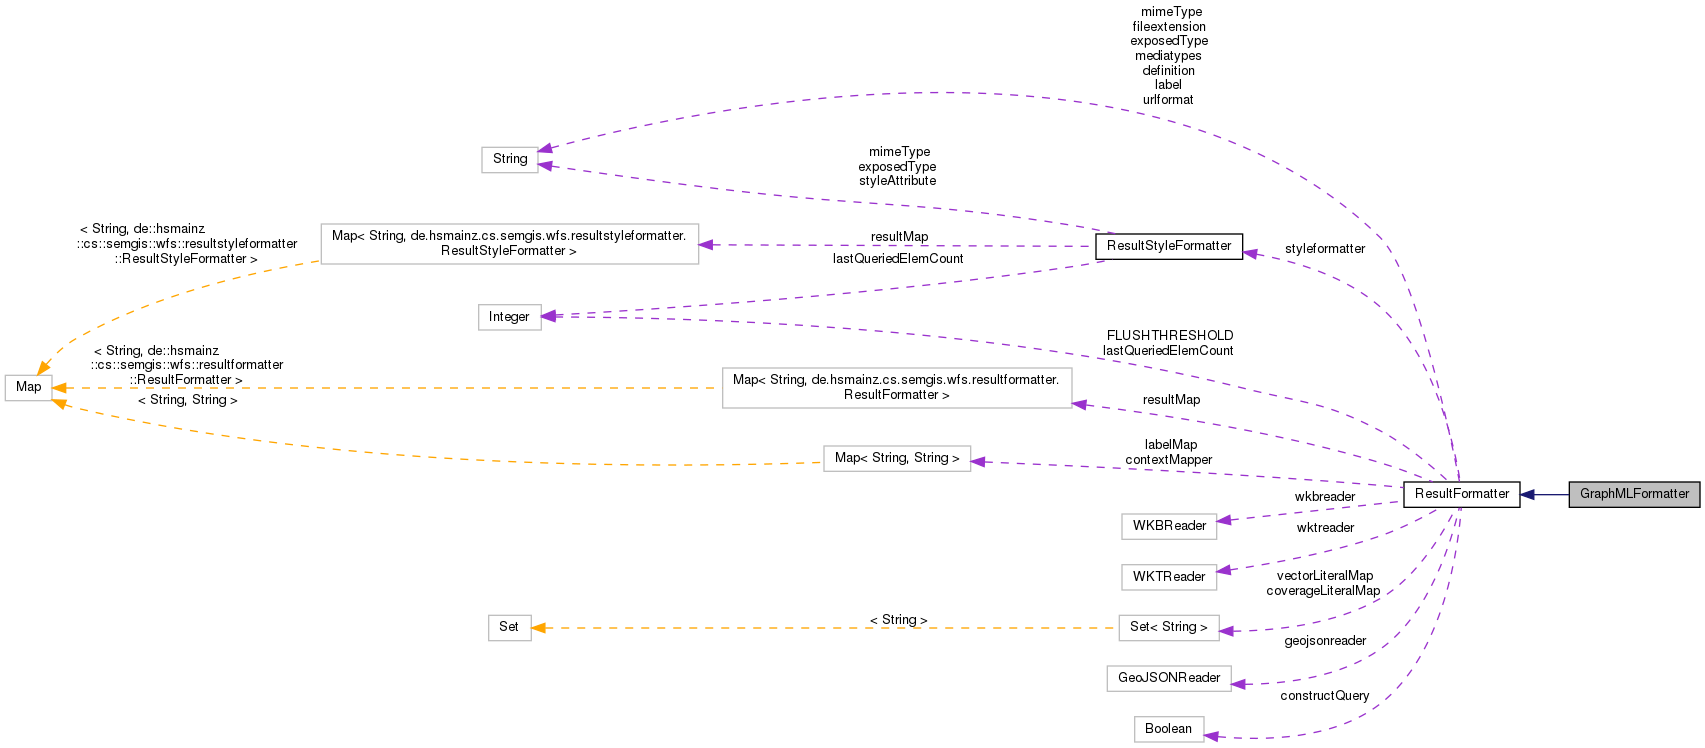 mimeType
fileextension
exposedType
mediatypes
definition
label
urlformat
String
mimeType
exposedType
styleAttribute
< String, de::hsmainz
::cs::semgis::wfs::resultstyleformatter
::ResultStyleFormatter >
Map< String, de.hsmainz.cs.semgis.wfs.resultstyleformatter.
ResultStyleFormatter >
resultMap
lastQueriedElemCount
ResultStyleFormatter
styleformatter
Integer
FLUSHTHRESHOLD
lastQueriedElemCount
< String, de::hsmainz
::cs::semgis::wfs::resultformatter
::ResultFormatter >
Map
< String, String >
Map< String, de.hsmainz.cs.semgis.wfs.resultformatter.
ResultFormatter >
resultMap
Map< String, String >
labelMap
contextMapper
ResultFormatter
GraphMLFormatter
wkbreader
WKBReader
wktreader
WKTReader
vectorLiteralMap
coverageLiteralMap
Set
< String >
Set< String >
geojsonreader
GeoJSONReader
constructQuery
Boolean